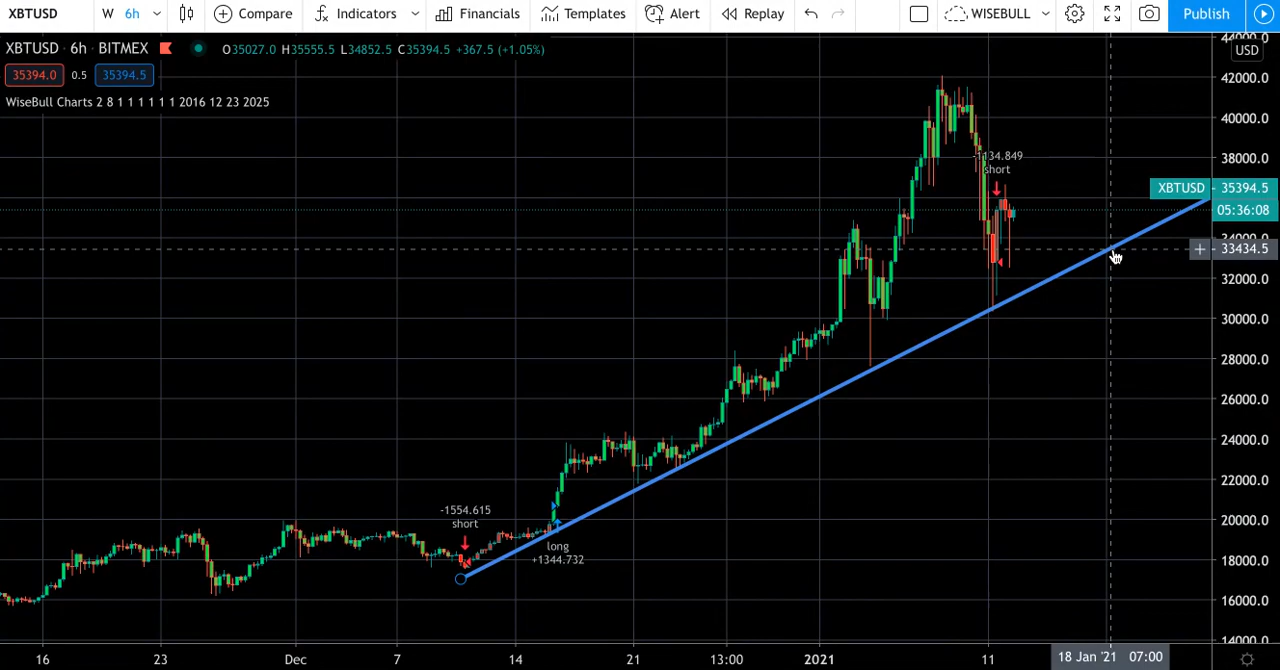 XBTUSD W 6h Compare Indicators Financials Templates Alert Replay WISEBULL Publish
XBTUSD · 6h · BITMEX O35027.0 H35555.5 L34852.5 C35394.5 +367.5 (+1.05%)
35394.0 0.5 35394.5
WiseBull Charts 2 8 1 1 1 1 1 1 2016 12 23 2025
44000.0
USD
42000.0
40000.0
38000.0
-1134.849
short
XBTUSD 35394.5
05:36:08
34000.0
33434.5
32000.0
30000.0
28000.0
26000.0
24000.0
22000.0
-1554.615
short
20000.0
long
+1344.732
18000.0
16000.0
14000.0
16 23 Dec 7 14 21 13:00 2021 11 18 Jan '21 07:00